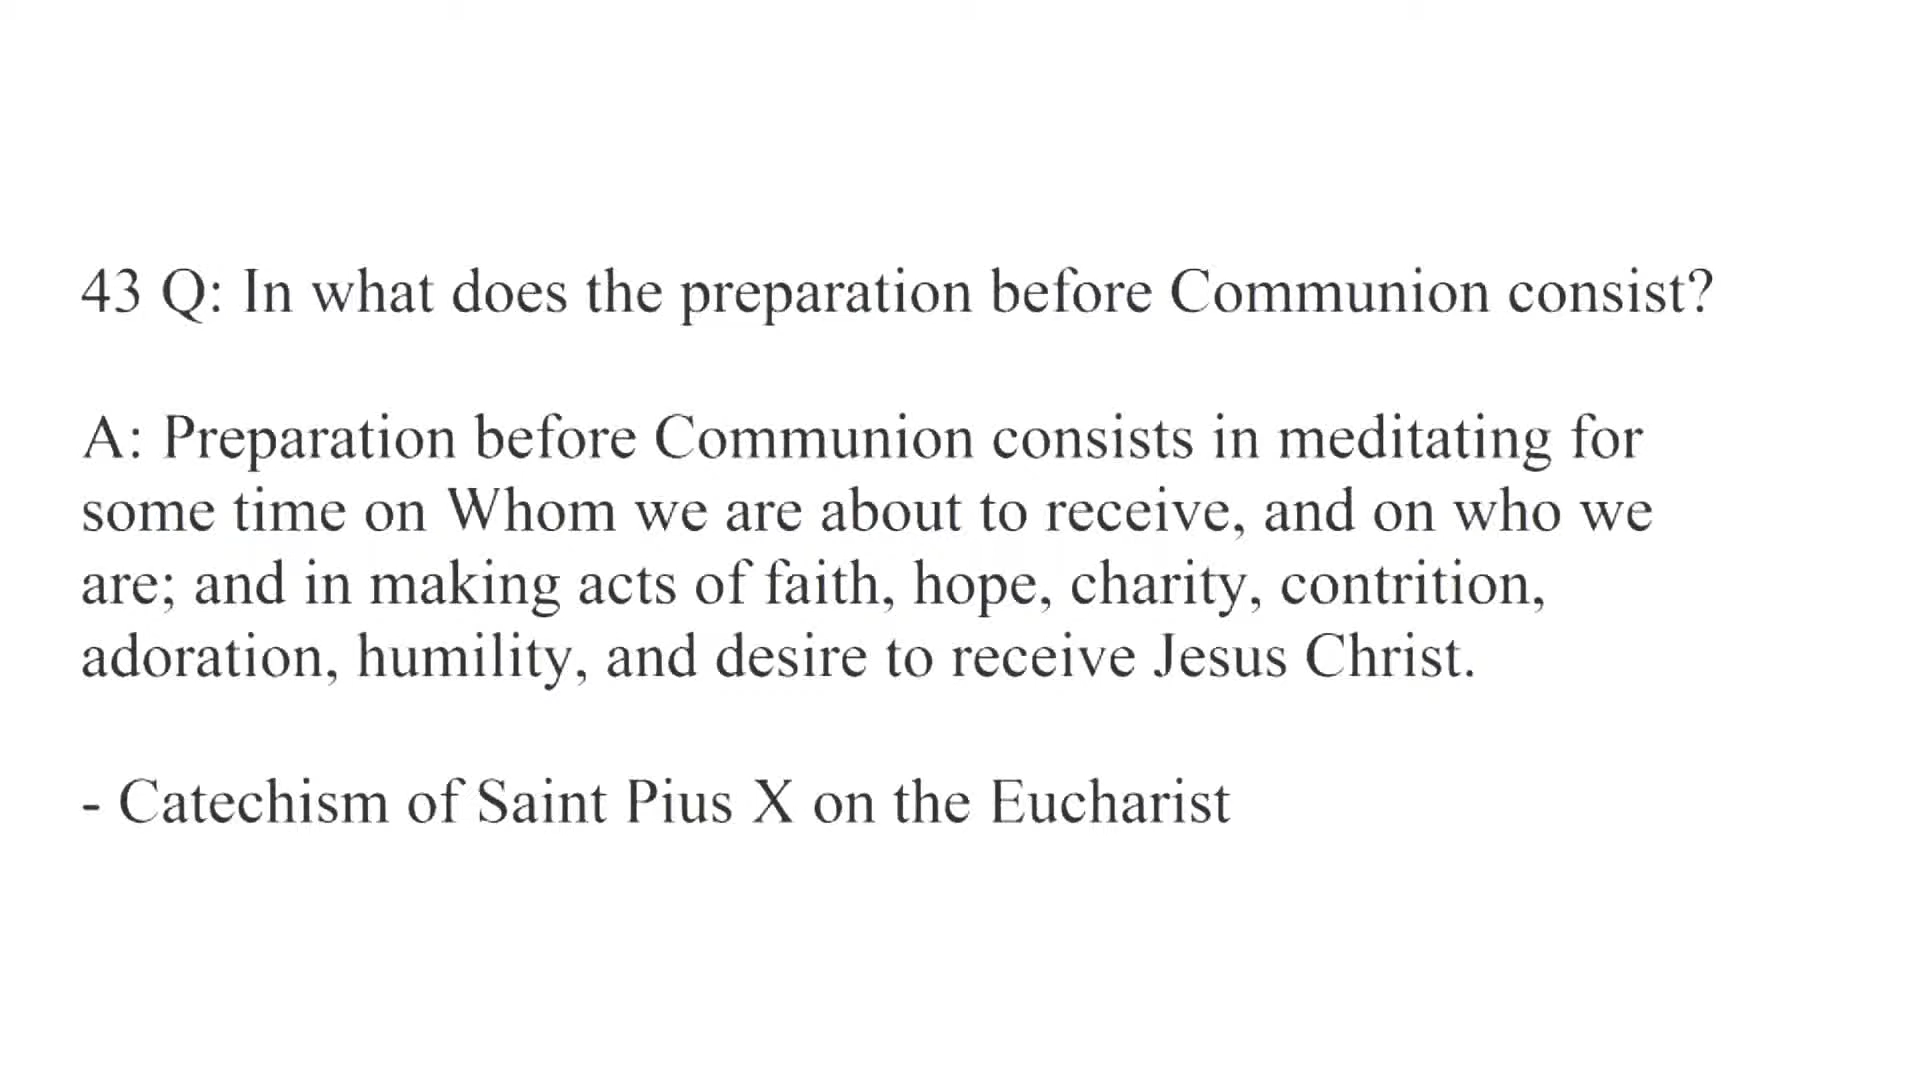 43 Q: In what does the preparation before Communion consist?
A: Preparation before Communion consists in meditating for
some time on Whom we are about to receive, and on who we
are; and in making acts of faith, hope, charity, contrition,
adoration, humility, and desire to receive Jesus Christ.
- Catechism of Saint Pius X on the Eucharist